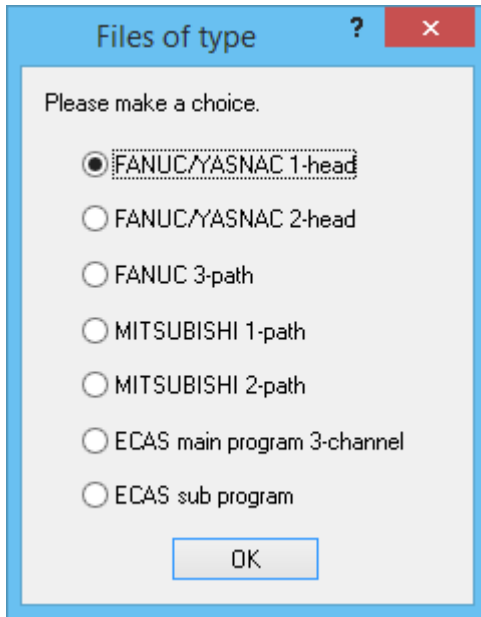 Files of type
?
×
Please make a choice.
FANUC/YASNAC 1-head
FANUC/YASNAC 2-head
FANUC 3-path
MITSUBISHI 1-path
MITSUBISHI 2-path
ECAS main program 3-channel
ECAS sub program
OK